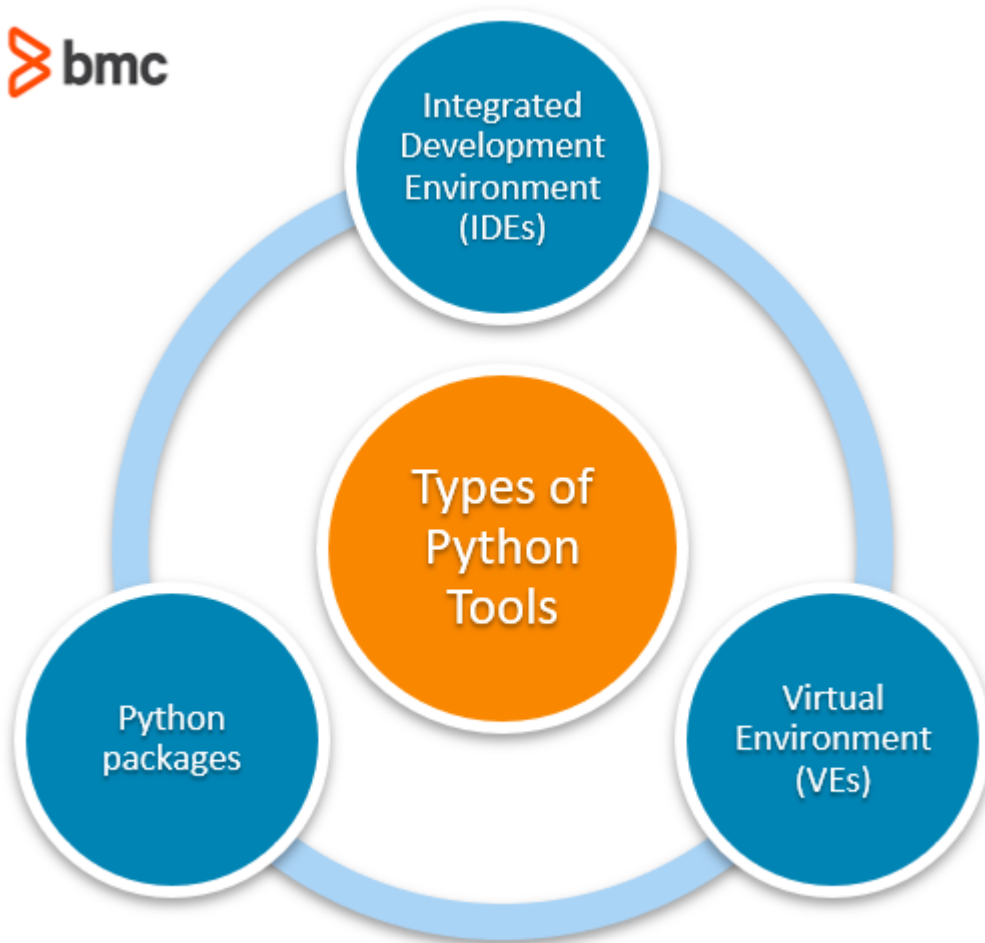 bmc
Integrated
Development
Environment
(IDEs)
Types of
Python
Tools
Python
packages
Virtual
Environment
(VEs)